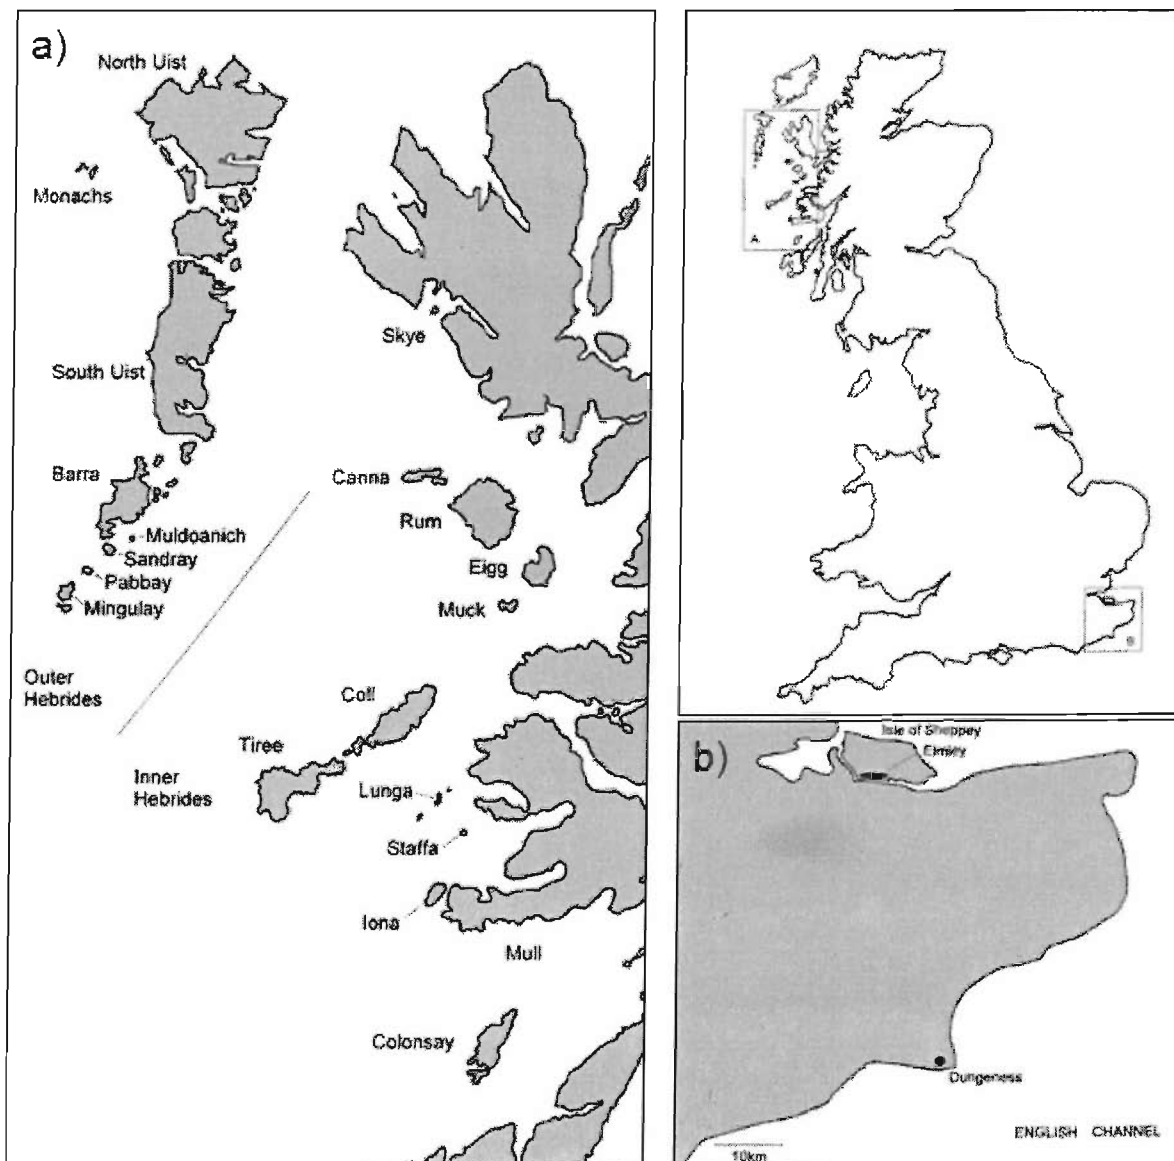 a)
North Uist
Monachs
Skye
South Uist
Barra
Canna
Rum
Muldoanich
Sandray
Pabbay
Mingulay
Eigg
Muck
Outer
Hebrides
Coll
Tiree
Inner
Hebrides
Lunga
Staffa
Iona
Mull
Colonsay
A
B
b)
Isle of Sheppey
Elmley
Dungeness
ENGLISH CHANNEL
10km